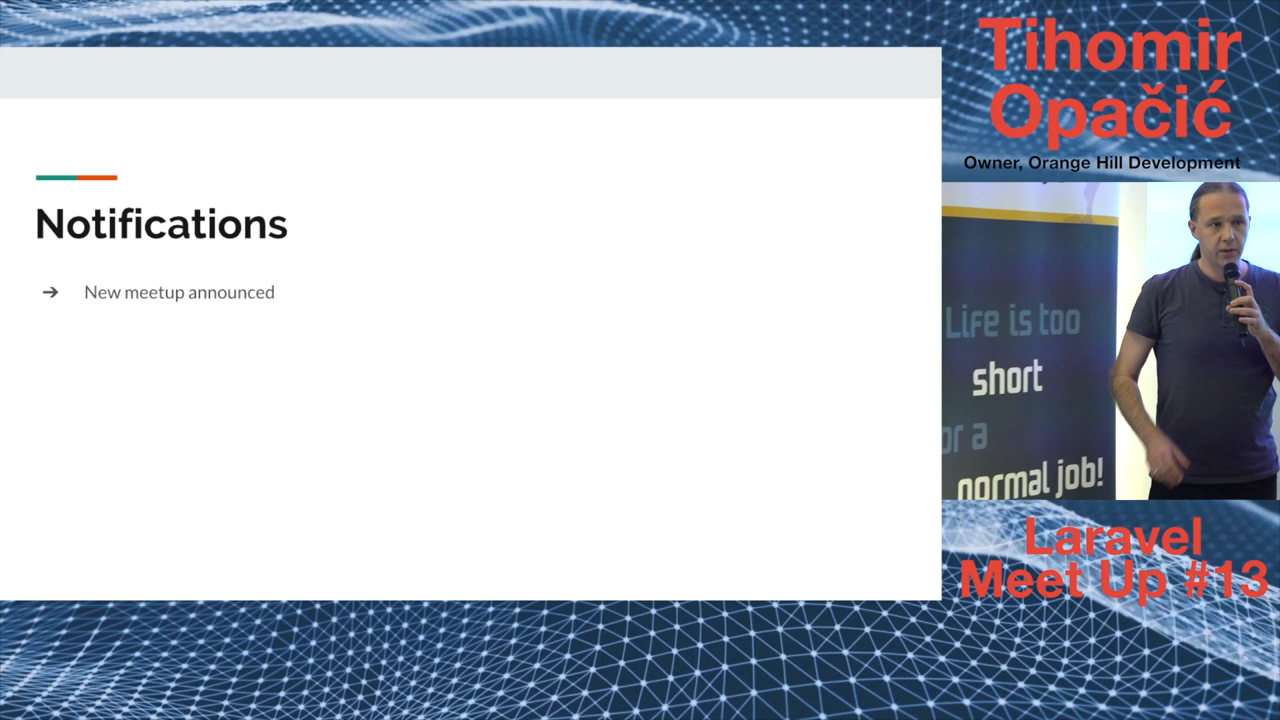 Tihomir
Opačić
Owner, Orange Hill Development
Notifications
➔ New meetup announced
Life is too
short
or a
normal job!
Laravel
Meet Up #13